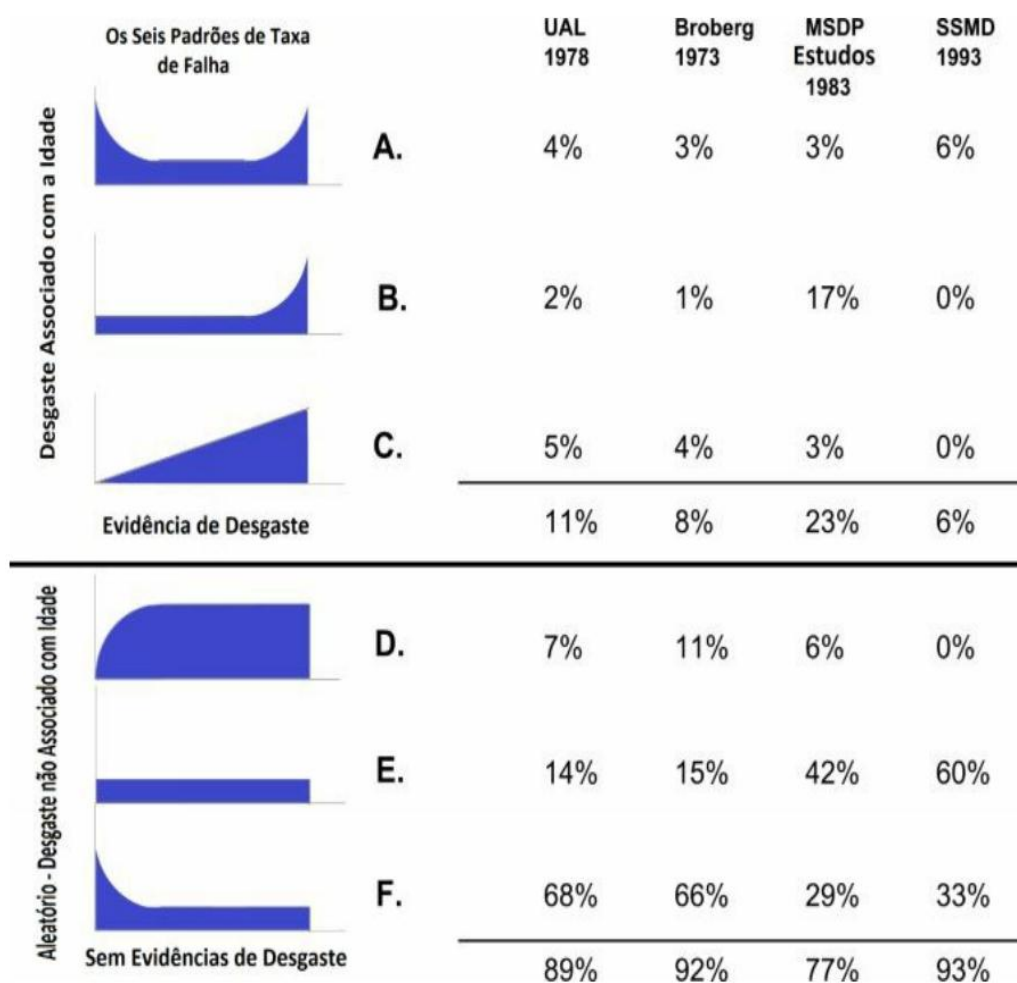 Os Seis Padrões de Taxa
de Falha
UAL
1978
Broberg
1973
MSDP
Estudos
1983
SSMD
1993
Desgaste Associado com a Idade
A. 4% 3% 3% 6%
B. 2% 1% 17% 0%
C. 5% 4% 3% 0%
Evidência de Desgaste 11% 8% 23% 6%
Aleatório - Desgaste não Associado com Idade
D. 7% 11% 6% 0%
E. 14% 15% 42% 60%
F. 68% 66% 29% 33%
Sem Evidências de Desgaste 89% 92% 77% 93%